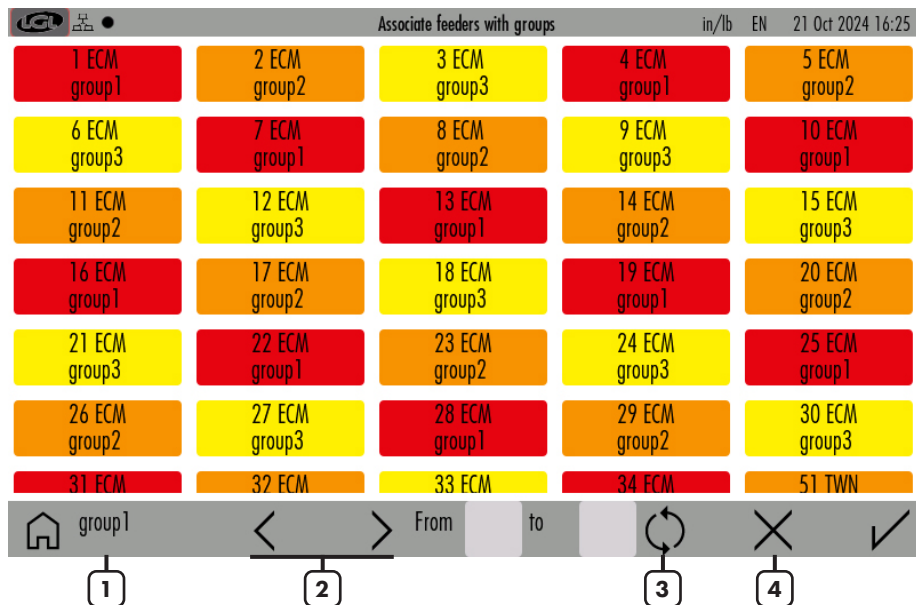 LGL Associate feeders with groups in/lb EN 21 Oct 2024 16:25
1 ECM 2 ECM 3 ECM 4 ECM 5 ECM
group1 group2 group3 group1 group2
6 ECM 7 ECM 8 ECM 9 ECM 10 ECM
group3 group1 group2 group3 group1
11 ECM 12 ECM 13 ECM 14 ECM 15 ECM
group2 group3 group1 group2 group3
16 ECM 17 ECM 18 ECM 19 ECM 20 ECM
group1 group2 group3 group1 group2
21 ECM 22 ECM 23 ECM 24 ECM 25 ECM
group3 group1 group2 group3 group1
26 ECM 27 ECM 28 ECM 29 ECM 30 ECM
group2 group3 group1 group2 group3
31 ECM 32 ECM 33 ECM 34 ECM 51 TWN
group1 From to
1 2 3 4